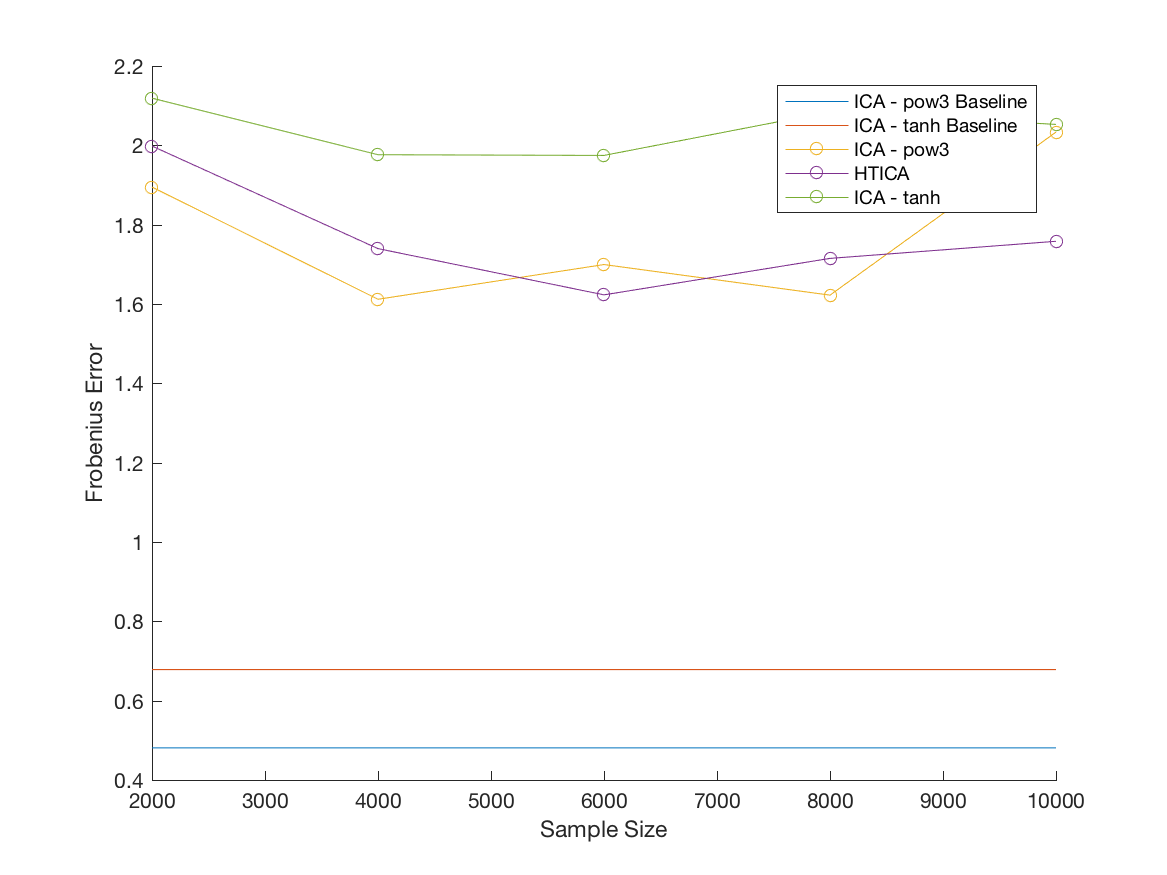 2.2
2
1.8
1.6
1.4
1.2
1
0.8
0.6
0.4
Frobenius Error
ICA - pow3 Baseline
ICA - tanh Baseline
ICA - pow3
HTICA
ICA - tanh
2000 3000 4000 5000 6000 7000 8000 9000 10000
Sample Size